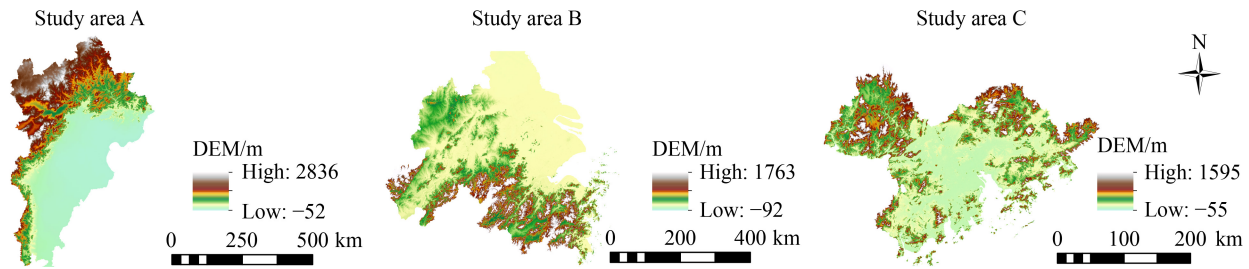 Study area A
DEM/m
High: 2836
Low: −52
0 250 500 km
Study area B
DEM/m
High: 1763
Low: −92
0 200 400 km
Study area C
N
DEM/m
High: 1595
Low: −55
0 100 200 km